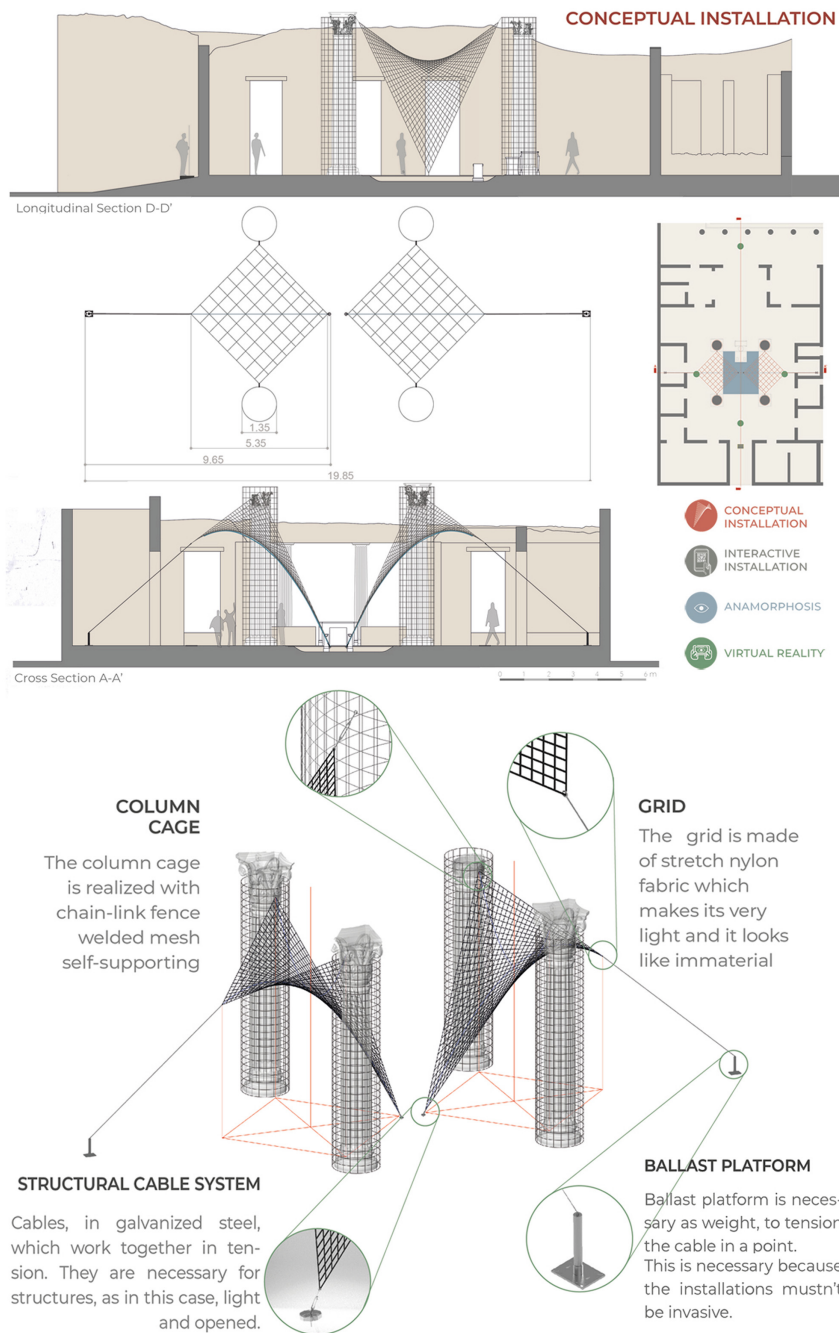 CONCEPTUAL INSTALLATION
Longitudinal Section D-D'
1.35
5.35
9.65
19.85
CONCEPTUAL
INSTALLATION
INTERACTIVE
INSTALLATION
ANAMORPHOSIS
VIRTUAL REALITY
Cross Section A-A'
0 1 2 3 4 5 6 m
COLUMN
CAGE
The column cage
is realized with
chain-link fence
welded mesh
self-supporting
GRID
The grid is made
of stretch nylon
fabric which
makes its very
light and it looks
like immaterial
STRUCTURAL CABLE SYSTEM
Cables, in galvanized steel,
which work together in ten-
sion. They are necessary for
structures, as in this case, light
and opened.
BALLAST PLATFORM
Ballast platform is neces-
sary as weight, to tension
the cable in a point.
This is necessary because
the installations mustn't
be invasive.